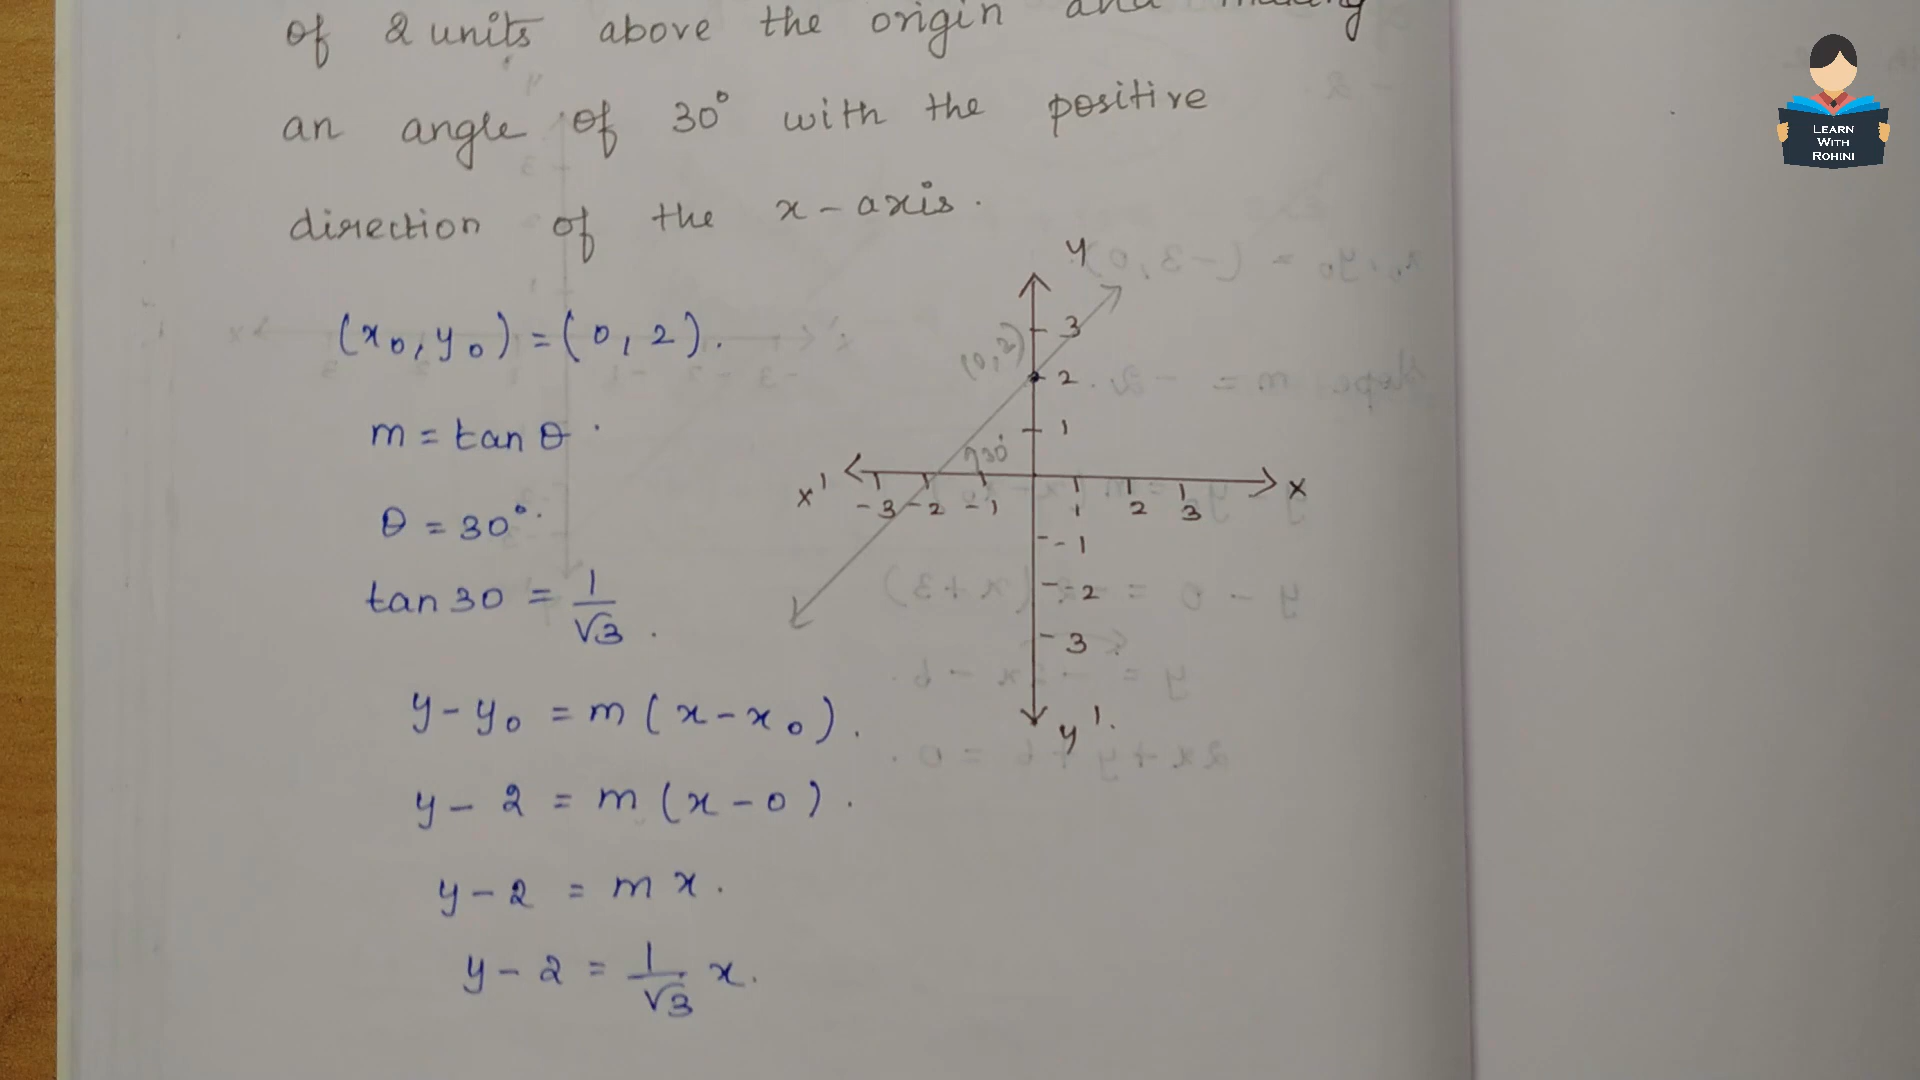 of 2 units above the origin and making
an angle of 30° with the positive
direction of the x-axis.
(x₀, y₀) = (0, 2).
m = tan θ.
θ = 30°.
tan 30 = 1/√3.
y - y₀ = m (x - x₀).
y - 2 = m (x - 0).
y - 2 = m x.
y - 2 = 1/√3 x.
Y
3
(0, 2)
2
1
30°
X' -3 -2 -1 1 2 3 X
-1
-2
-3
Y'.
LEARN
WITH
ROHINI